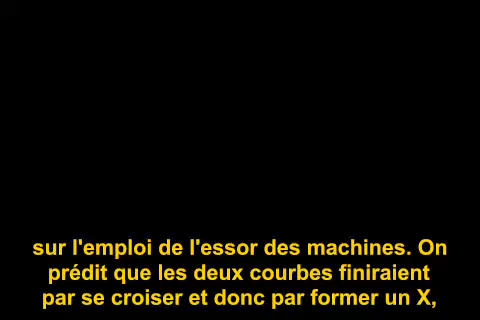 sur l'emploi de l'essor des machines. On
prédit que les deux courbes finiraient
par se croiser et donc par former un X,